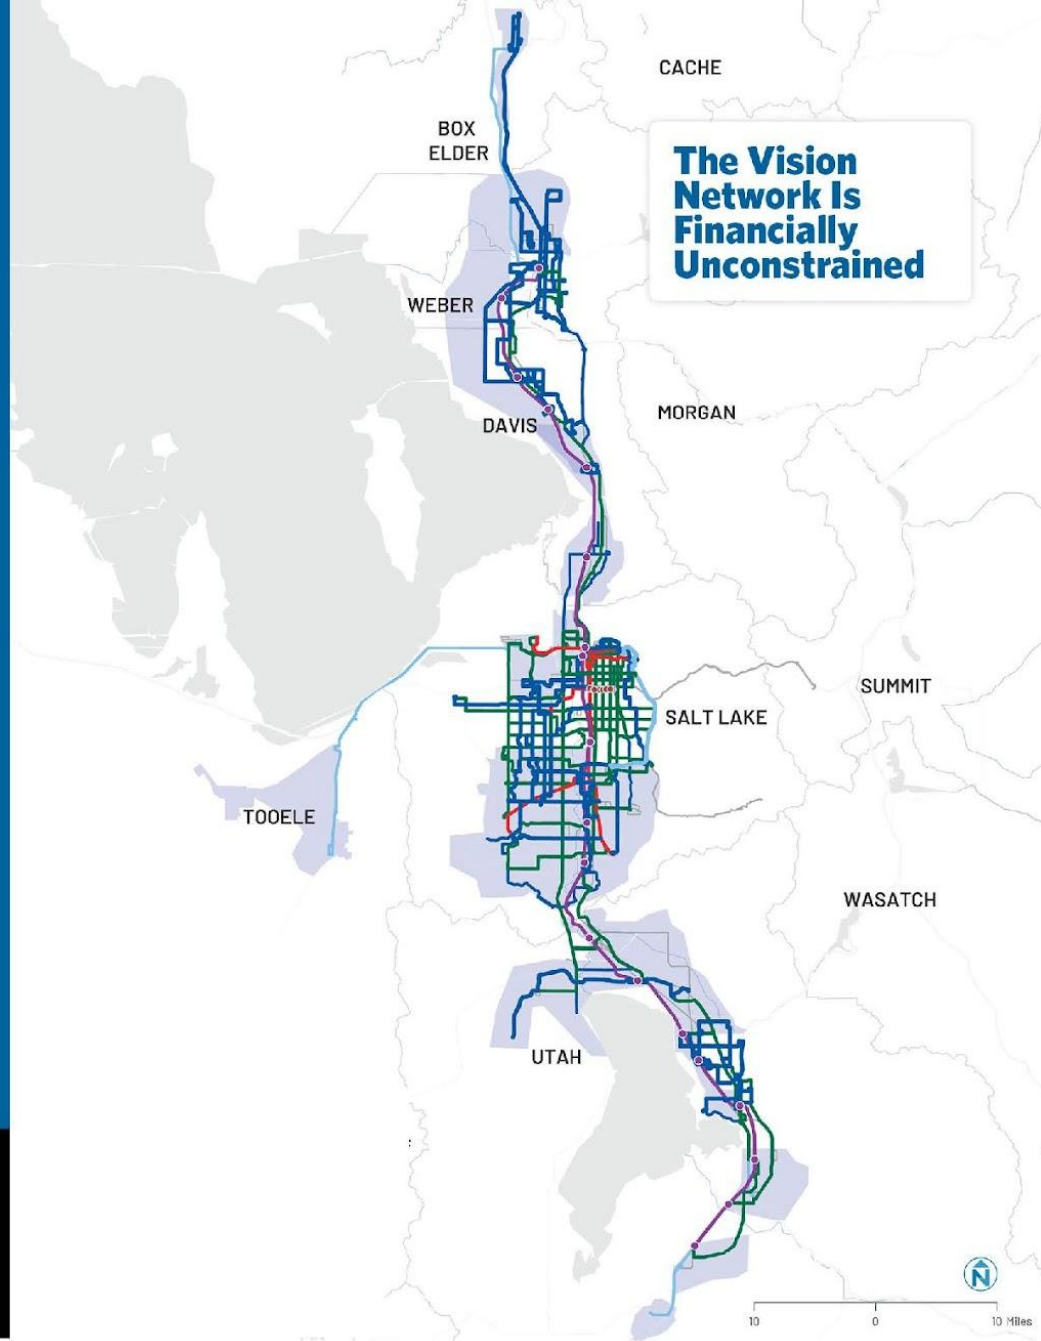 CACHE
BOX
ELDER
The Vision
Network Is
Financially
Unconstrained
WEBER
MORGAN
DAVIS
SUMMIT
SALT LAKE
TOOELE
WASATCH
UTAH
N
10 0 10 Miles